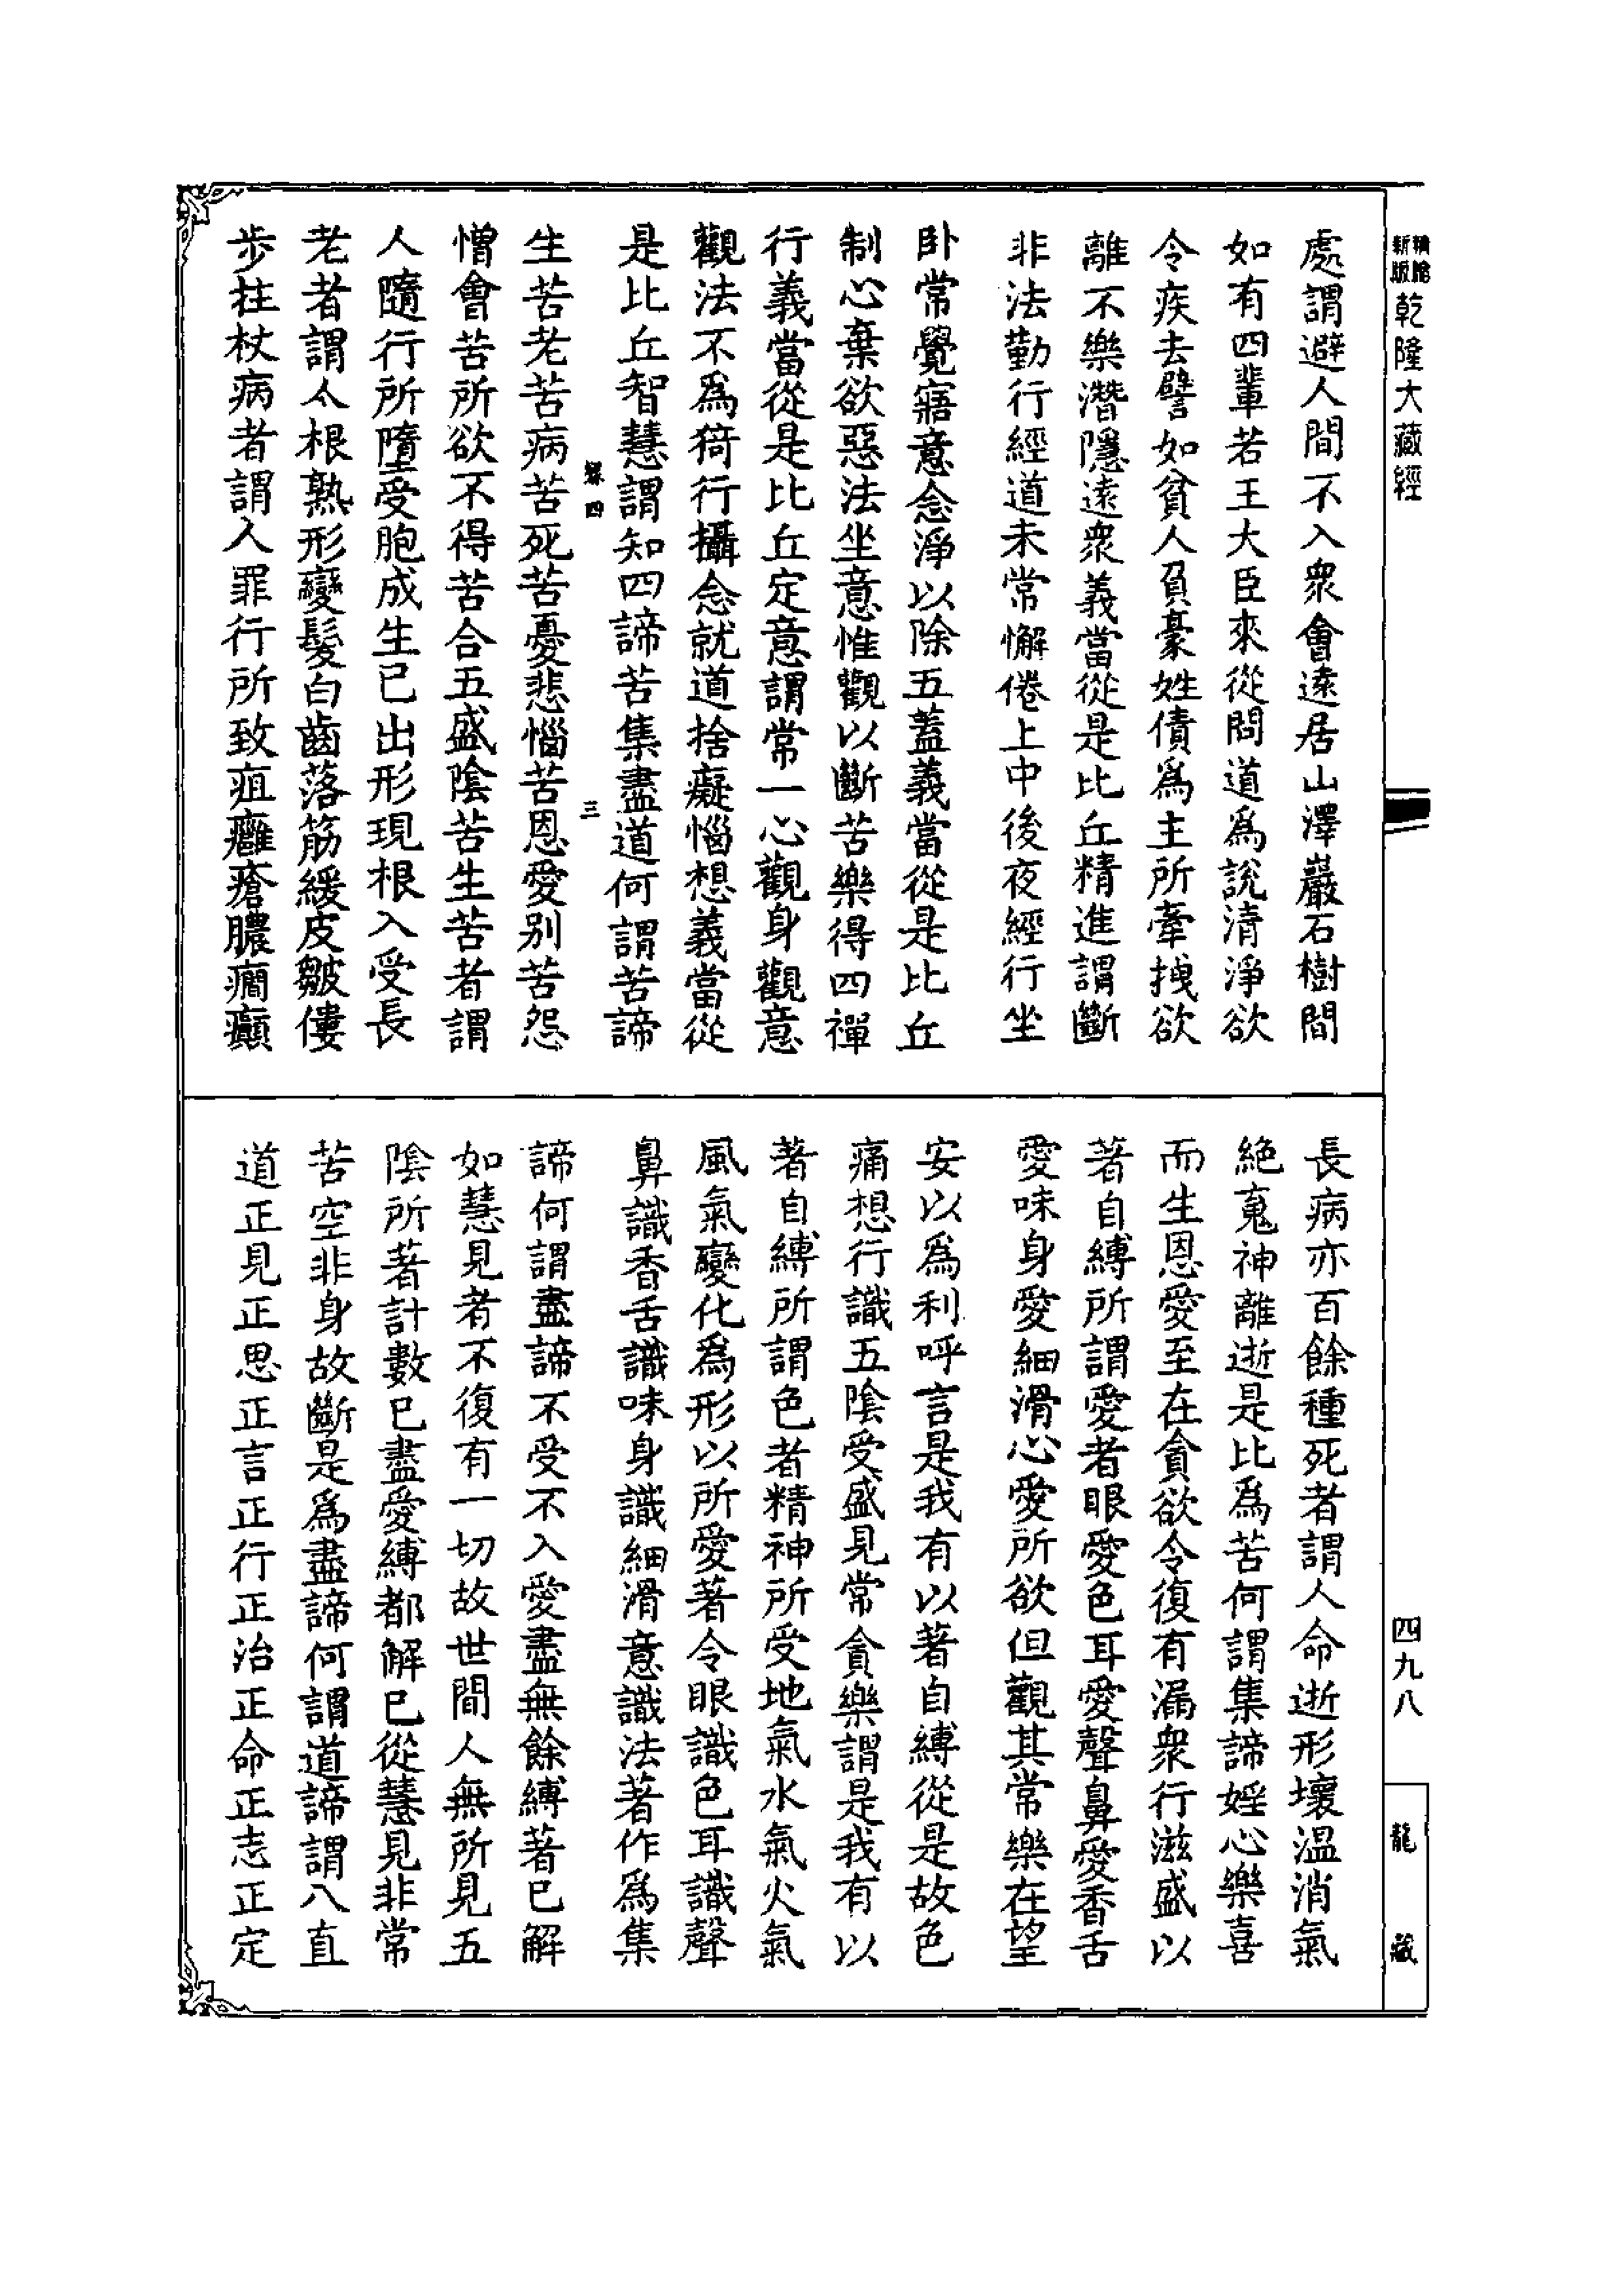 新版
精縮
乾隆大藏經
處謂避人間不入衆會遠居山澤巖石樹間
如有四輩若王大臣來從問道爲說清淨欲
令疾去譬如貧人負豪姓債爲主所牽拽欲
離不樂潛隱遠衆義當從是比丘精進謂斷
非法勤行經道未常懈倦上中後夜經行坐
卧常覺寤意念淨以除五蓋義當從是比丘
制心棄欲惡法坐意惟觀以斷苦樂得四禪
行義當從是比丘定意謂常一心觀身觀意
觀法不爲猗行攝念就道捨癡惱想義當從
是比丘智慧謂知四諦苦集盡道何謂苦諦
四 三
生苦老苦病苦死苦憂悲惱苦恩愛别苦怨
憎會苦所欲不得苦合五盛陰苦生苦者謂
人隨行所墮受胞成生已出形現根入受長
老者謂大根熟形變髮白齒落筋緩皮皺僂
步拄杖病者謂人罪行所致疽癰瘡膿癎癲
長病亦百餘種死者謂人命逝形壞温消氣
絶䰟神離逝是比爲苦何謂集諦婬心樂喜
而生恩愛至在貪欲令復有漏衆行滋盛以
著自縛所謂愛者眼愛色耳愛聲鼻愛香舌
愛味身愛細滑心愛所欲但觀其常樂在望
安以爲利呼言是我有以著自縛從是故色
痛想行識五陰受盛見常貪樂謂是我有以
著自縛所謂色者精神所受地氣水氣火氣
風氣變化爲形以所愛著令眼識色耳識聲
鼻識香舌識味身識細滑意識法著作爲集
諦何謂盡諦不受不入愛盡無餘縛著已解
如慧見者不復有一切故世間人無所見五
陰所著計數已盡愛縛都解已從慧見非常
苦空非身故斷是爲盡諦何謂道諦謂八直
道正見正思正言正行正治正命正志正定
四九八
龍藏